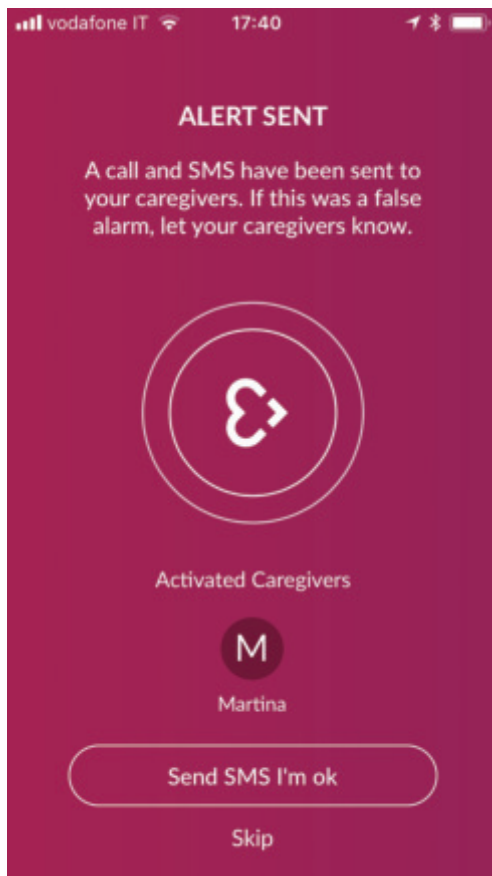 vodafone IT 17:40
ALERT SENT
A call and SMS have been sent to
your caregivers. If this was a false
alarm, let your caregivers know.
Activated Caregivers
M
Martina
Send SMS I'm ok
Skip